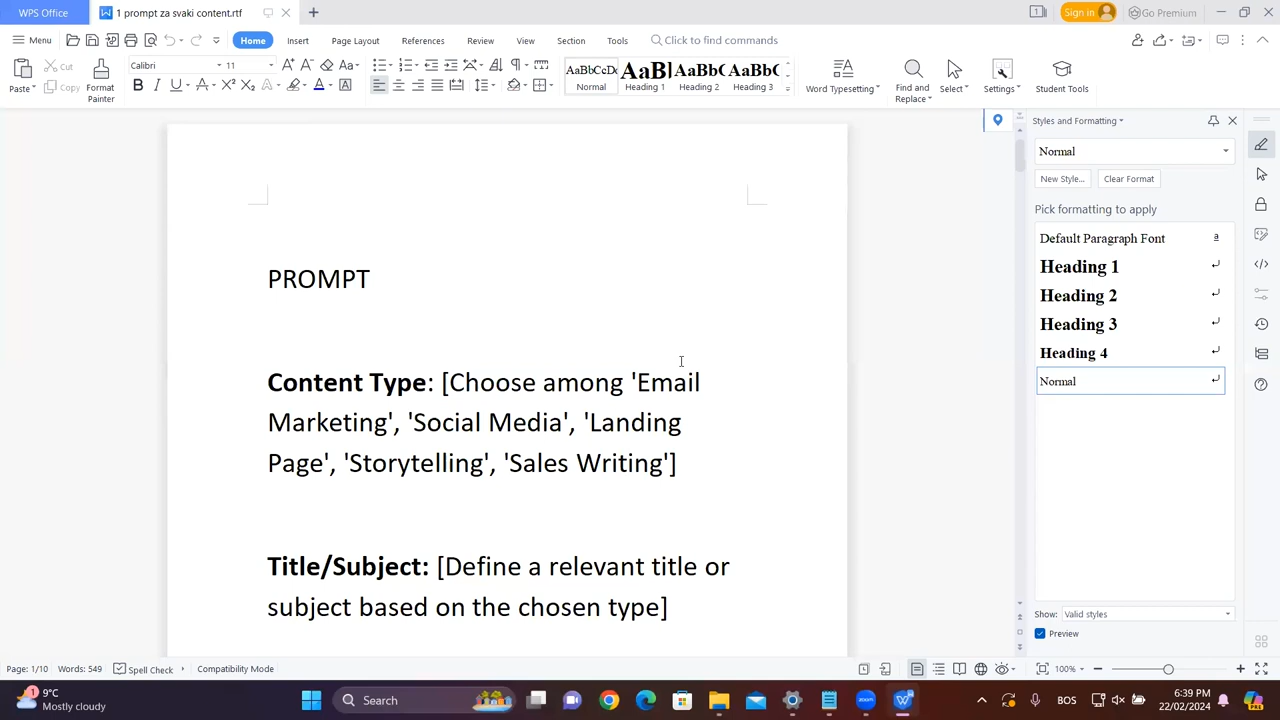 WPS Office
1 prompt za svaki content.rtf
Sign in
Go Premium
Menu
Home
Insert
Page Layout
References
Review
View
Section
Tools
Click to find commands
Paste
Cut
Copy
Format
Painter
Calibri
11
AaBbCcDc
Normal
AaBl
Heading 1
AaBbC
Heading 2
AaBbC
Heading 3
Word Typesetting
Find and
Replace
Select
Settings
Student Tools
PROMPT
Content Type: [Choose among 'Email
Marketing', 'Social Media', 'Landing
Page', 'Storytelling', 'Sales Writing']
Title/Subject: [Define a relevant title or
subject based on the chosen type]
Styles and Formatting
Normal
New Style...
Clear Format
Pick formatting to apply
Default Paragraph Font a
Heading 1
Heading 2
Heading 3
Heading 4
Normal
Show: Valid styles
Preview
Page: 1/10
Words: 549
Spell Check
Compatibility Mode
100%
9°C
Mostly cloudy
Search
BOS
6:39 PM
22/02/2024